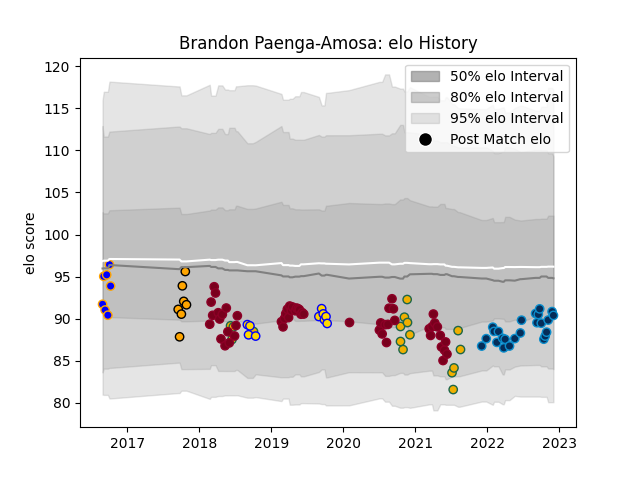 Brandon Paenga-Amosa: elo History
120
115
110
105
100
95
90
85
80
elo score
50% elo Interval
80% elo Interval
95% elo Interval
Post Match elo
2017
2018
2019
2020
2021
2022
2023